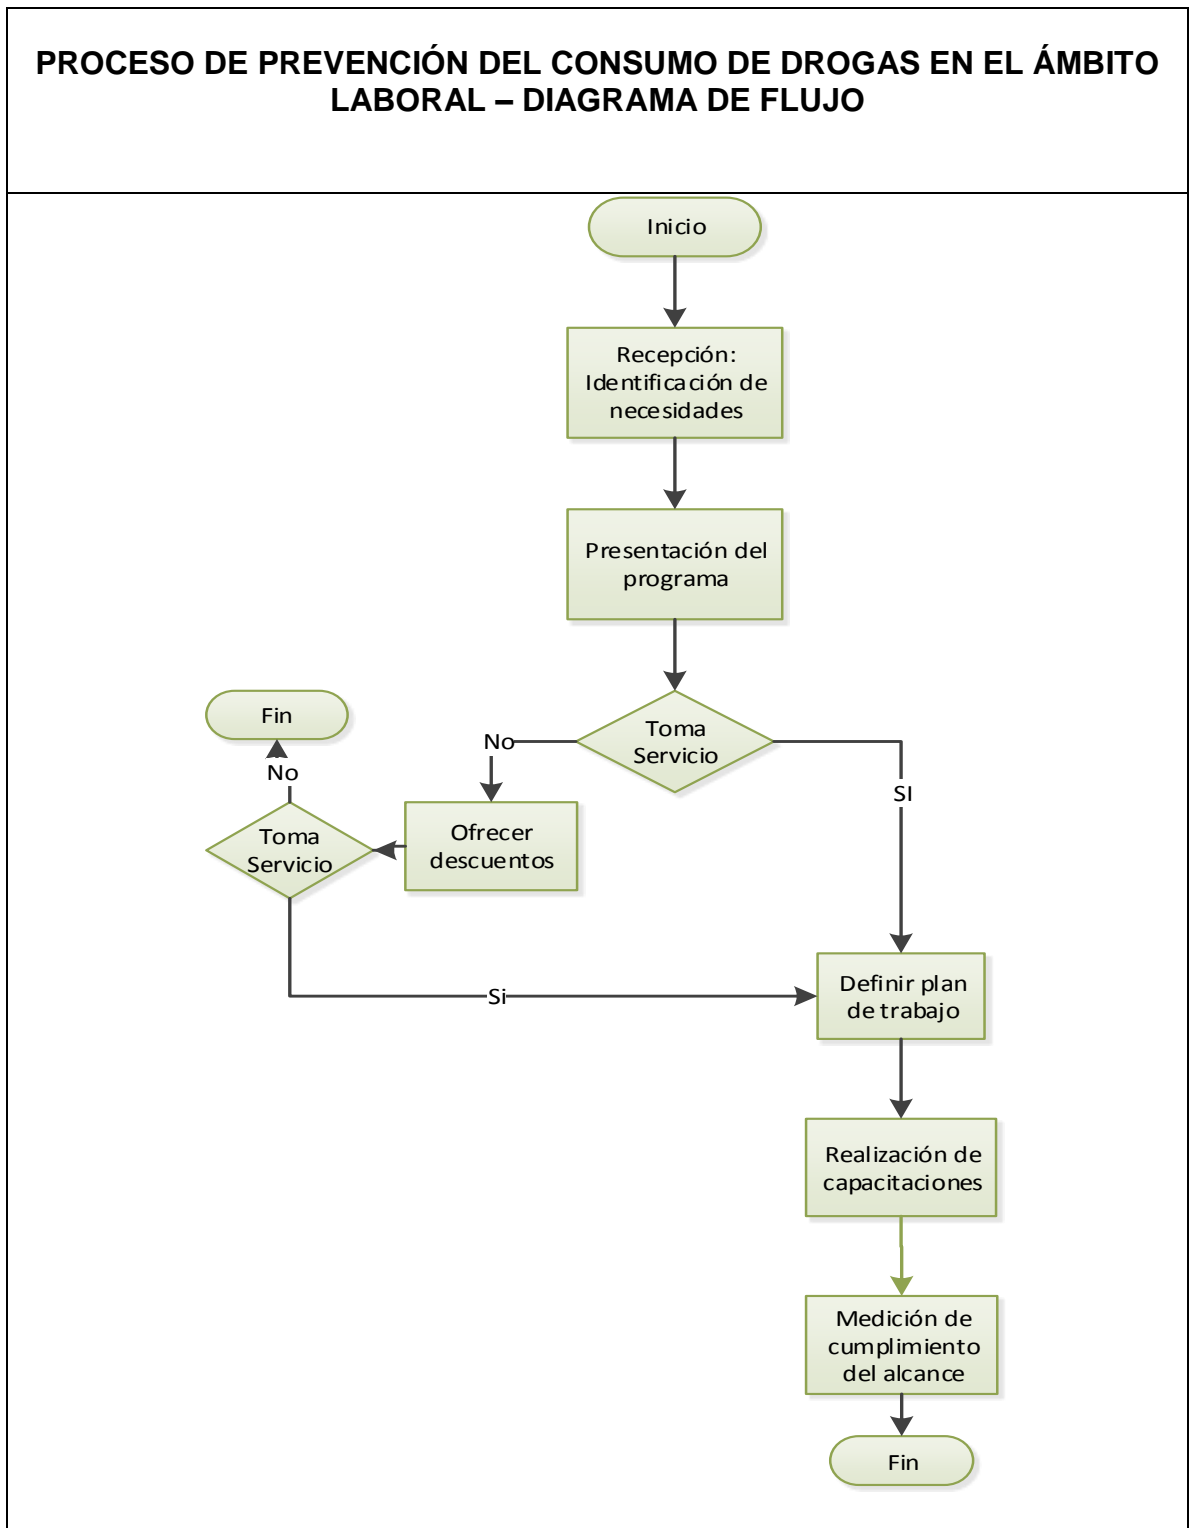 PROCESO DE PREVENCIÓN DEL CONSUMO DE DROGAS EN EL ÁMBITO
LABORAL – DIAGRAMA DE FLUJO
Inicio
Recepción:
Identificación de
necesidades
Presentación del
programa
Toma
Servicio
No
SI
Ofrecer
descuentos
Toma
Servicio
No
Fin
Si
Definir plan
de trabajo
Realización de
capacitaciones
Medición de
cumplimiento
del alcance
Fin